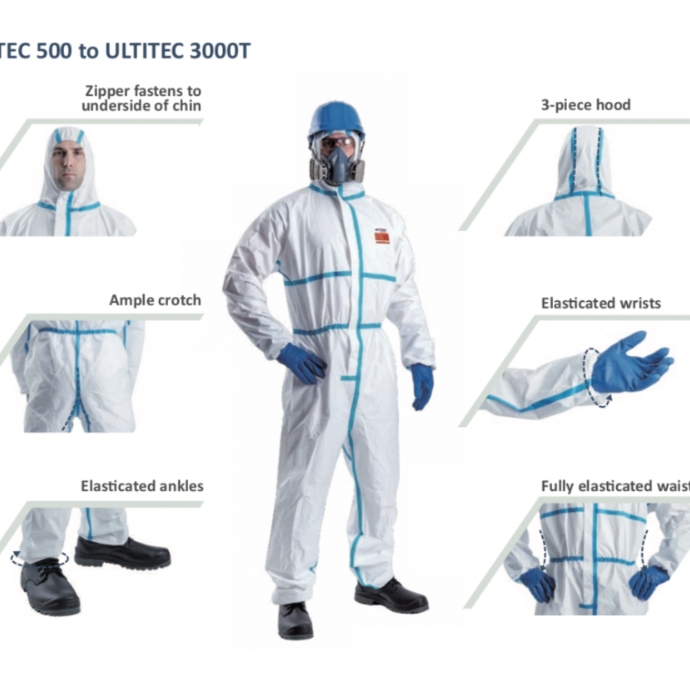 TEC 500 to ULTITEC 3000T
Zipper fastens to
underside of chin
3-piece hood
Ample crotch
Elasticated wrists
Elasticated ankles
Fully elasticated waist